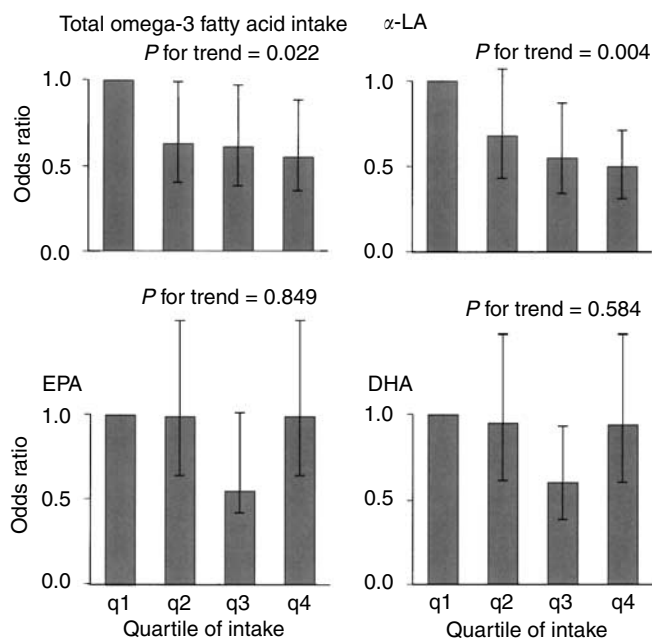 Total omega-3 fatty acid intake
P for trend = 0.022
1.0
0.5
0.0
Odds ratio
α-LA
P for trend = 0.004
1.0
0.5
0.0
P for trend = 0.849
EPA
1.0
0.5
0.0
Odds ratio
q1 q2 q3 q4
Quartile of intake
P for trend = 0.584
DHA
1.0
0.5
0.0
q1 q2 q3 q4
Quartile of intake